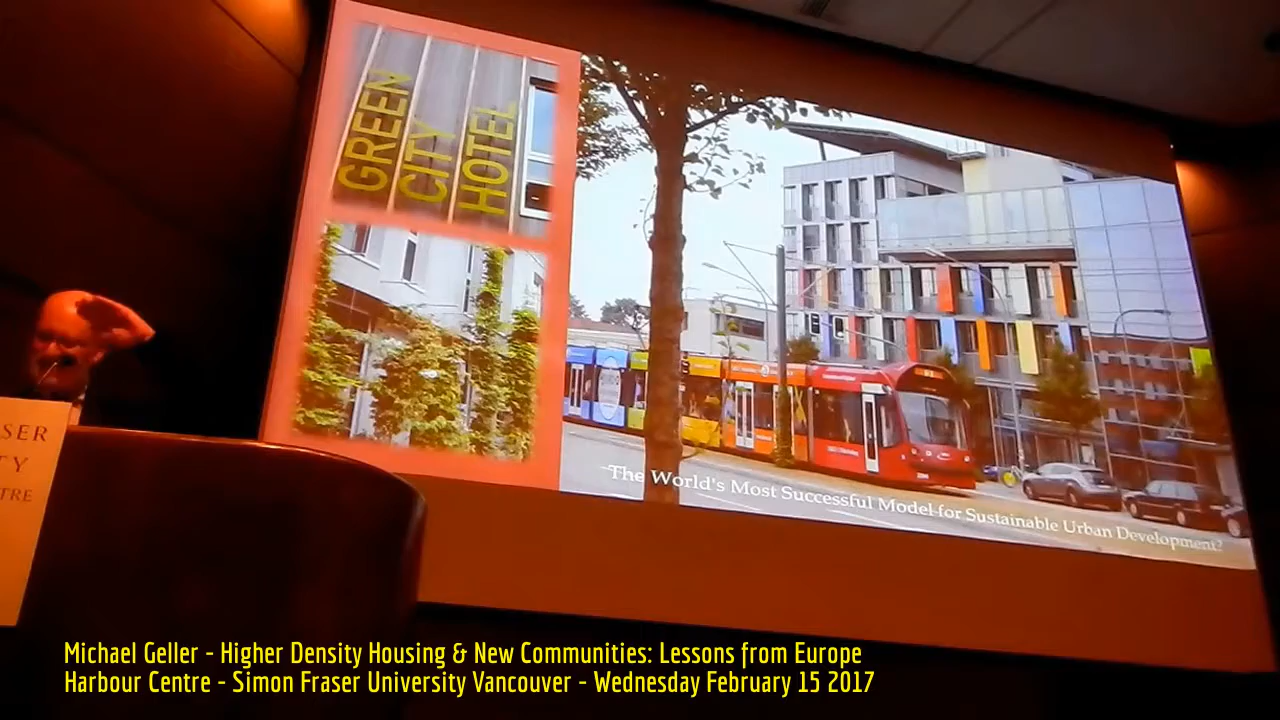 GREEN
CITY
HOTEL
The World's Most Successful Model for Sustainable Urban Development?
SER
TY
TRE
Michael Geller - Higher Density Housing & New Communities: Lessons from Europe
Harbour Centre - Simon Fraser University Vancouver - Wednesday February 15 2017